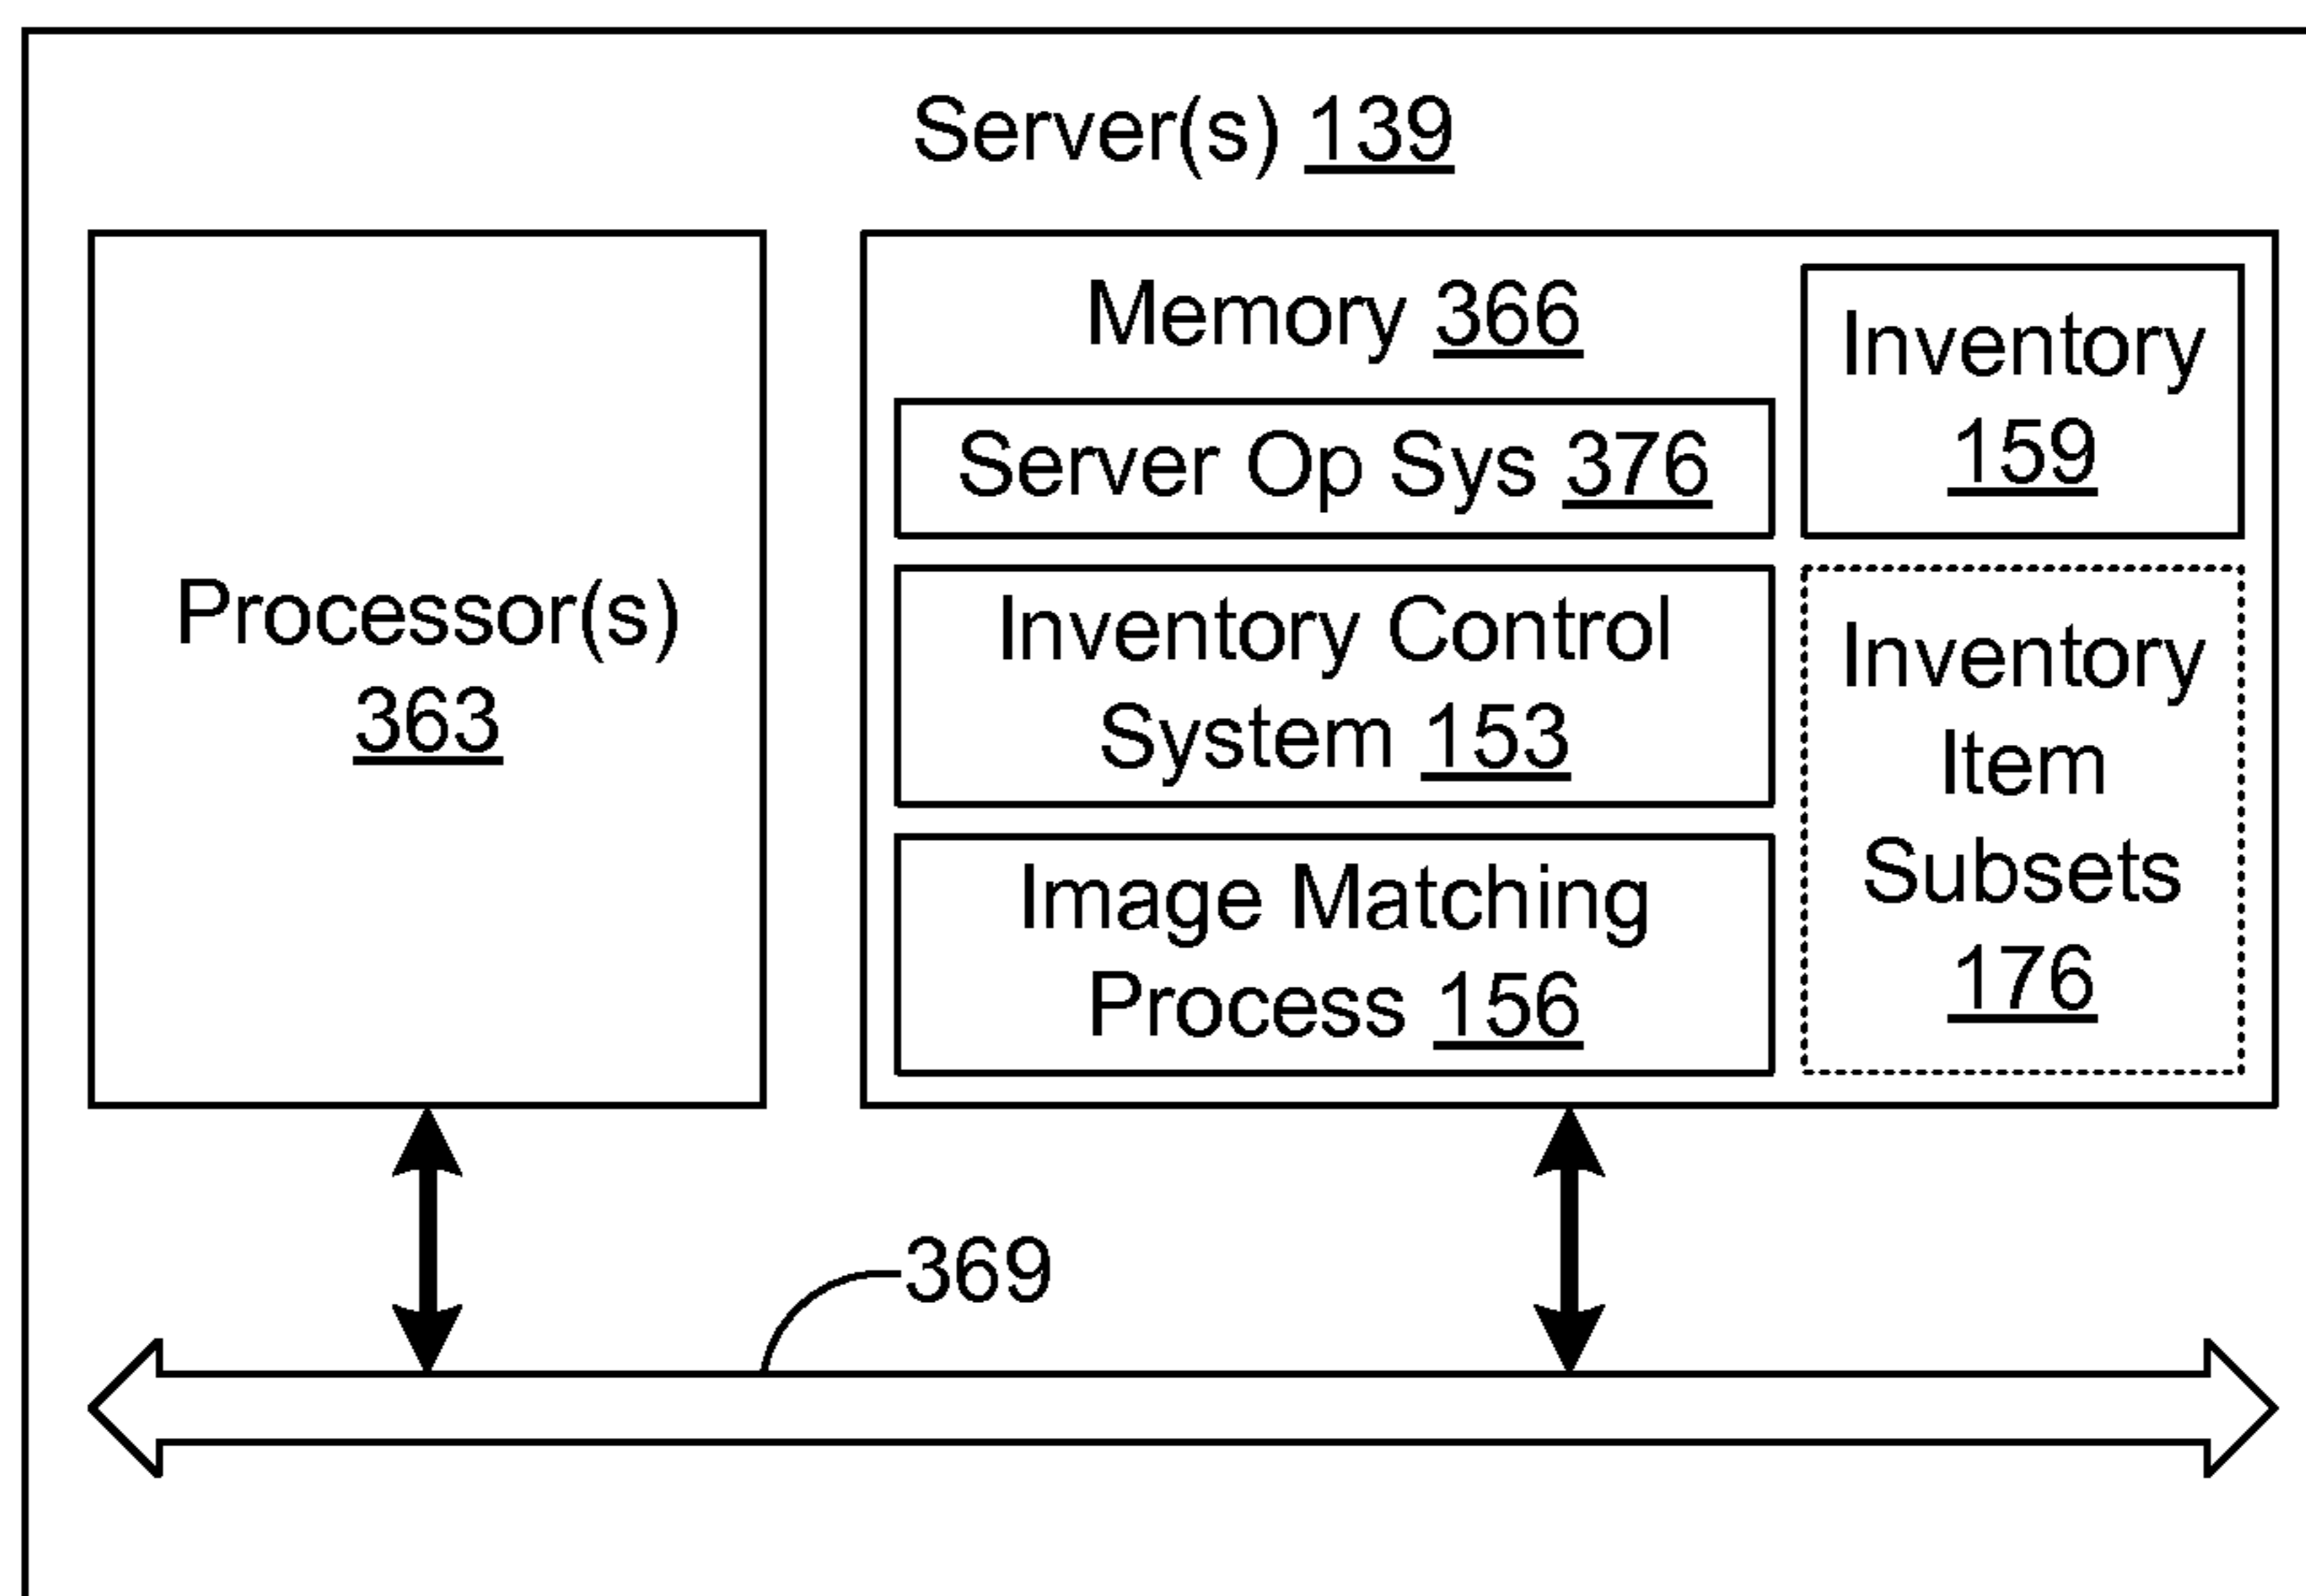 Server(s) 139
Processor(s)
363
Memory 366
Server Op Sys 376
Inventory Control
System 153
Image Matching
Process 156
Inventory
159
Inventory
Item
Subsets
176
369